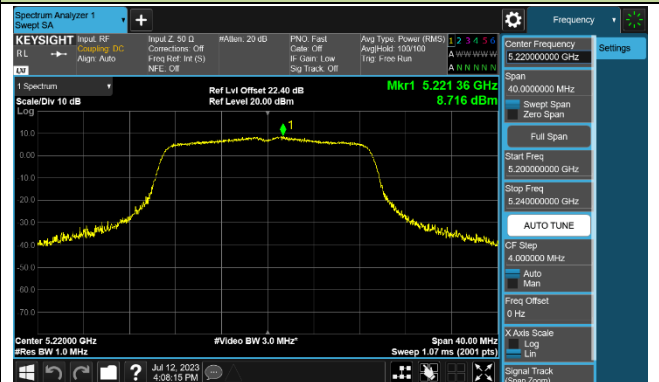 Spectrum Analyzer 1
Swept SA
+
Frequency
KEYSIGHT
RL
LXI
Input: RF
Coupling: DC
Align: Auto
Input Z: 50 Ω
Corrections: Off
Freq Ref: Int (S)
NFE: Off
#Atten: 20 dB
PNO: Fast
Gate: Off
IF Gain: Low
Sig Track: Off
Avg Type: Power (RMS)
Avg|Hold: 100/100
Trig: Free Run
1 2 3 4 5 6
A W W W W W
A N N N N N
Center Frequency
5.220000000 GHz
Settings
Span
40.0000000 MHz
Swept Span
Zero Span
Full Span
Start Freq
5.200000000 GHz
Stop Freq
5.240000000 GHz
AUTO TUNE
CF Step
4.000000 MHz
Auto
Man
Freq Offset
0 Hz
X Axis Scale
Log
Lin
Signal Track
(Span Zoom)
1 Spectrum
Scale/Div 10 dB
Log
Ref Lvl Offset 22.40 dB
Ref Level 20.00 dBm
Mkr1 5.221 36 GHz
8.716 dBm
1
10.0
0.00
-10.0
-20.0
-30.0
-40.0
-50.0
-60.0
-70.0
Center 5.22000 GHz
#Res BW 1.0 MHz
#Video BW 3.0 MHz*
Span 40.00 MHz
Sweep 1.07 ms (2001 pts)
?
Jul 12, 2023
4:08:15 PM